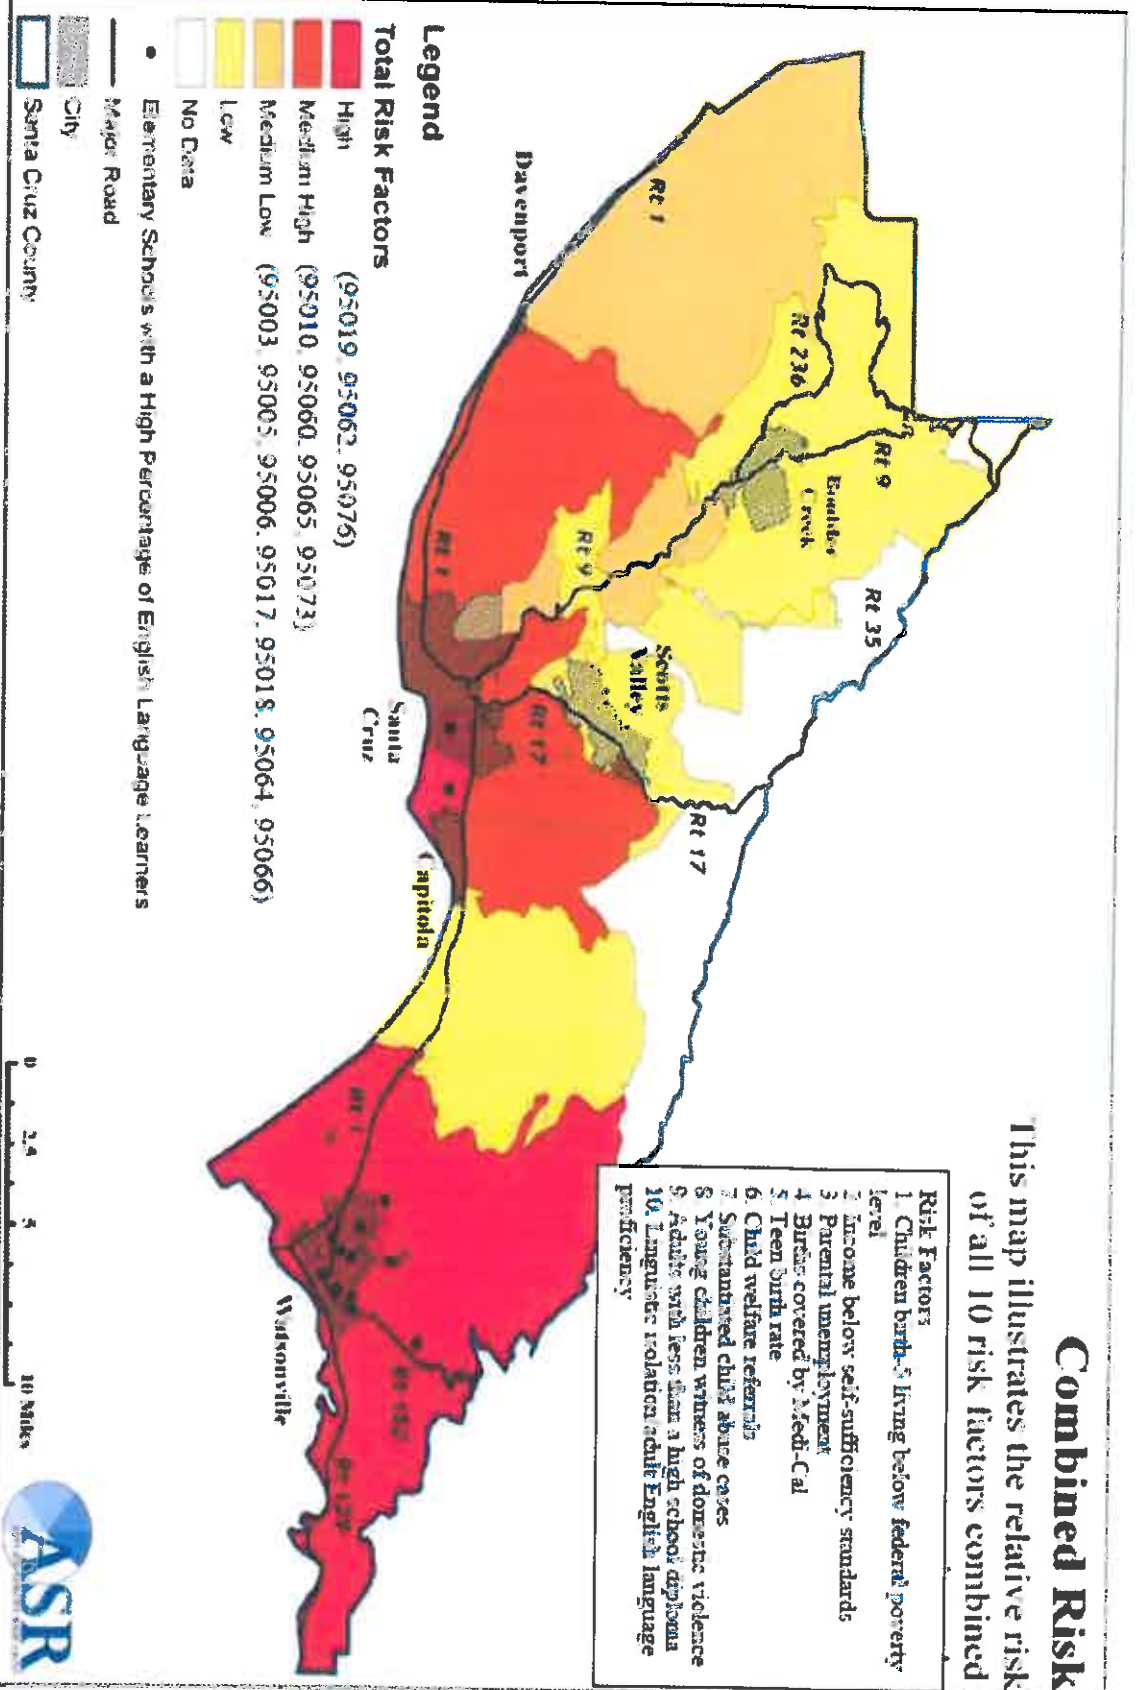 Combined Risk
This map illustrates the relative risk
of all 10 risk factors combined
Risk Factors
1. Children birth-5 living below federal poverty
level
2 Income below self-sufficiency standards
3 Parental unemployment
4 Births covered by Medi-Cal
5 Teen birth rate
6. Child welfare referrals
7 Substantiated child abuse cases
8 Young children witness of domestic violence
9. Adults with less than a high school diploma
10. Linguistic isolation/adult English language
proficiency
Rt 1
Davenport
Rt 236
Rt 9
Boulder
Creek
Rt 35
Rt 9
Scotts
Valley
Rt 17
Rt 17
Rt 1
Santa
Cruz
Capitola
Rt 1
Watsonville
Rt 129
Legend
Total Risk Factors
High (95019, 95062, 95076)
Medium High (95010, 95060, 95065, 95073)
Medium Low (95003, 95005, 95006, 95017, 95018, 95064, 95066)
Low
No Data
Elementary Schools with a High Percentage of English Language Learners
Major Road
City
Santa Cruz County
0 2.5 5 10 Miles
ASR